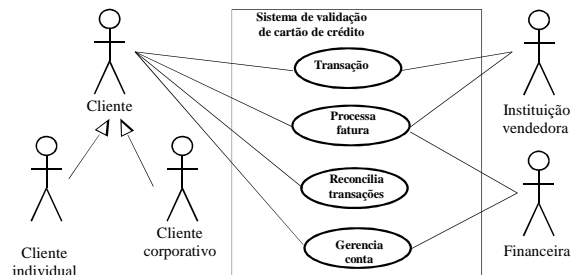 Sistema de validação
de cartão de crédito
Transação
Cliente
Processa
fatura
Instituição
vendedora
Reconcilia
transações
Cliente
individual
Cliente
corporativo
Gerencia
conta
Financeira